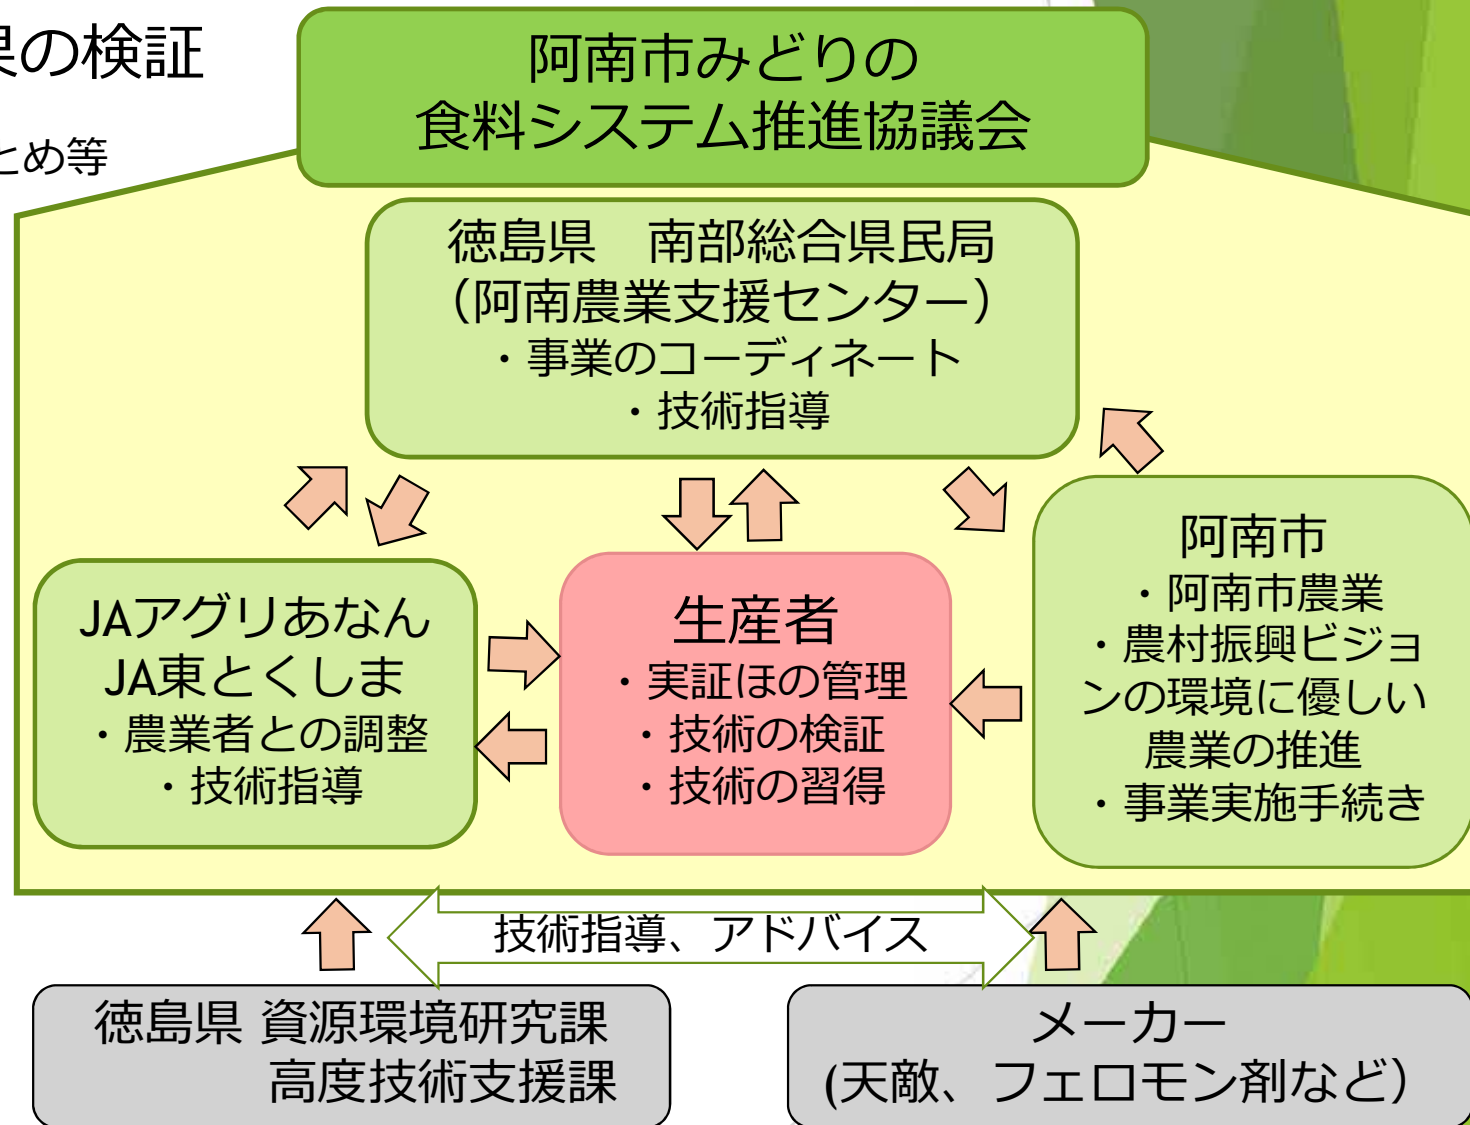 果の検証
とめ等
阿南市みどりの
食料システム推進協議会
徳島県　南部総合県民局
（阿南農業支援センター）
・事業のコーディネート
・技術指導
JAアグリあなん
JA東とくしま
・農業者との調整
・技術指導
生産者
・実証ほの管理
・技術の検証
・技術の習得
阿南市
・阿南市農業
・農村振興ビジョ
ンの環境に優しい
農業の推進
・事業実施手続き
技術指導、アドバイス
徳島県 資源環境研究課
高度技術支援課
メーカー
(天敵、フェロモン剤など）